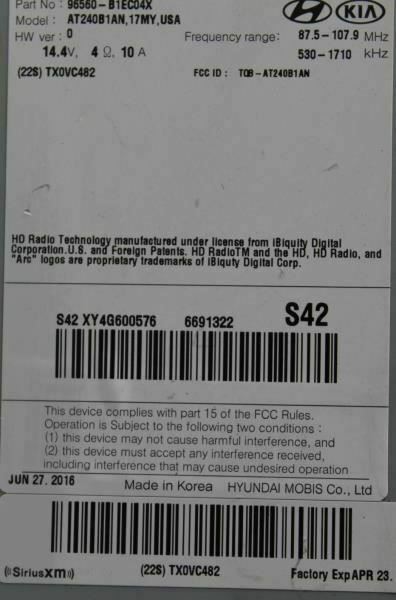 Part No : 96560-B1EC04X
Model : AT240B1AN,17MY,USA
HW ver : 0
14.4V, 4 Ω, 10 A
(22S) TX0VC482
KIA
Frequency range: 87.5-107.9 MHz
530-1710 kHz
FCC ID : TQ8-AT240B1AN
HD Radio Technology manufactured under license from iBiquity Digital
Corporation.U.S. and Foreign Patents. HD RadioTM and the HD, HD Radio, and
"Arc" logos are proprietary trademarks of iBiquity Digital Corp.
S42 XY4G600576 6691322 S42
This device complies with part 15 of the FCC Rules.
Operation is Subject to the following two conditions:
(1) this device may not cause harmful interference, and
(2) this device must accept any interference received,
including interference that may cause undesired operation
JUN 27. 2016 Made in Korea HYUNDAI MOBIS Co., Ltd
((SiriusXM)) (22S) TX0VC482 Factory Exp APR 23.